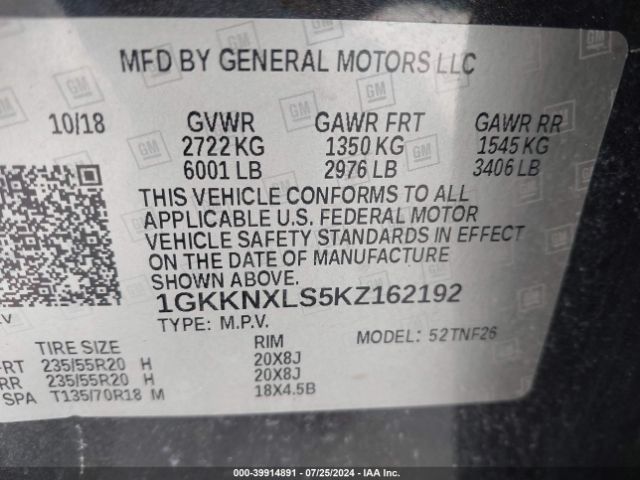 MFD BY GENERAL MOTORS LLC
10/18 GVWR GAWR FRT GAWR RR
2722 KG 1350 KG 1545 KG
6001 LB 2976 LB 3406 LB
THIS VEHICLE CONFORMS TO ALL
APPLICABLE U.S. FEDERAL MOTOR
VEHICLE SAFETY STANDARDS IN EFFECT
ON THE DATE OF MANUFACTURE
SHOWN ABOVE.
1GKKNXLS5KZ162192
TYPE: M.P.V. MODEL: 52TNF26
TIRE SIZE RIM
FRT 235/55R20 H 20X8J
RR 235/55R20 H 20X8J
SPA T135/70R18 M 18X4.5B
000-39914891 - 07/25/2024 - IAA Inc.